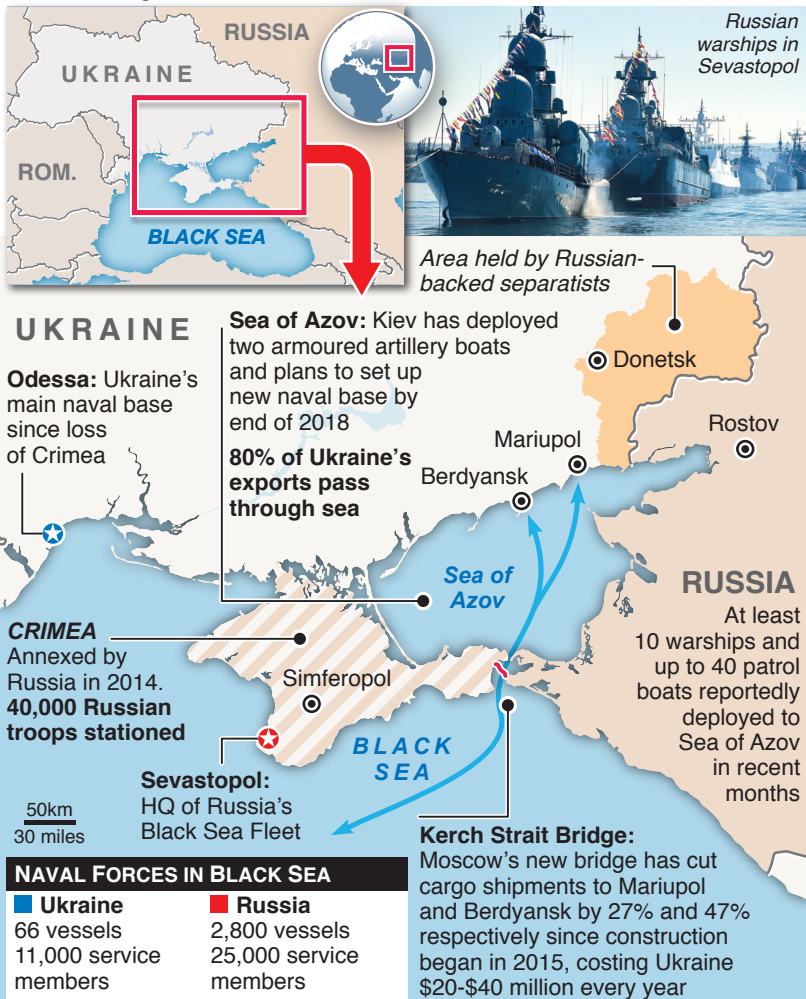 RUSSIA
UKRAINE
ROM.
BLACK SEA
Russian
warships in
Sevastopol
Area held by Russian-
backed separatists
UKRAINE
Sea of Azov: Kiev has deployed
two armoured artillery boats
and plans to set up
new naval base by
end of 2018
80% of Ukraine's
exports pass
through sea
Odessa: Ukraine's
main naval base
since loss
of Crimea
Donetsk
Rostov
Mariupol
Berdyansk
Sea of
Azov
RUSSIA
At least
10 warships and
up to 40 patrol
boats reportedly
deployed to
Sea of Azov
in recent
months
CRIMEA
Annexed by
Russia in 2014.
40,000 Russian
troops stationed
Simferopol
BLACK
SEA
Sevastopol:
HQ of Russia's
Black Sea Fleet
50km
30 miles
Kerch Strait Bridge:
Moscow's new bridge has cut
cargo shipments to Mariupol
and Berdyansk by 27% and 47%
respectively since construction
began in 2015, costing Ukraine
$20-$40 million every year
NAVAL FORCES IN BLACK SEA
Ukraine
66 vessels
11,000 service
members
Russia
2,800 vessels
25,000 service
members